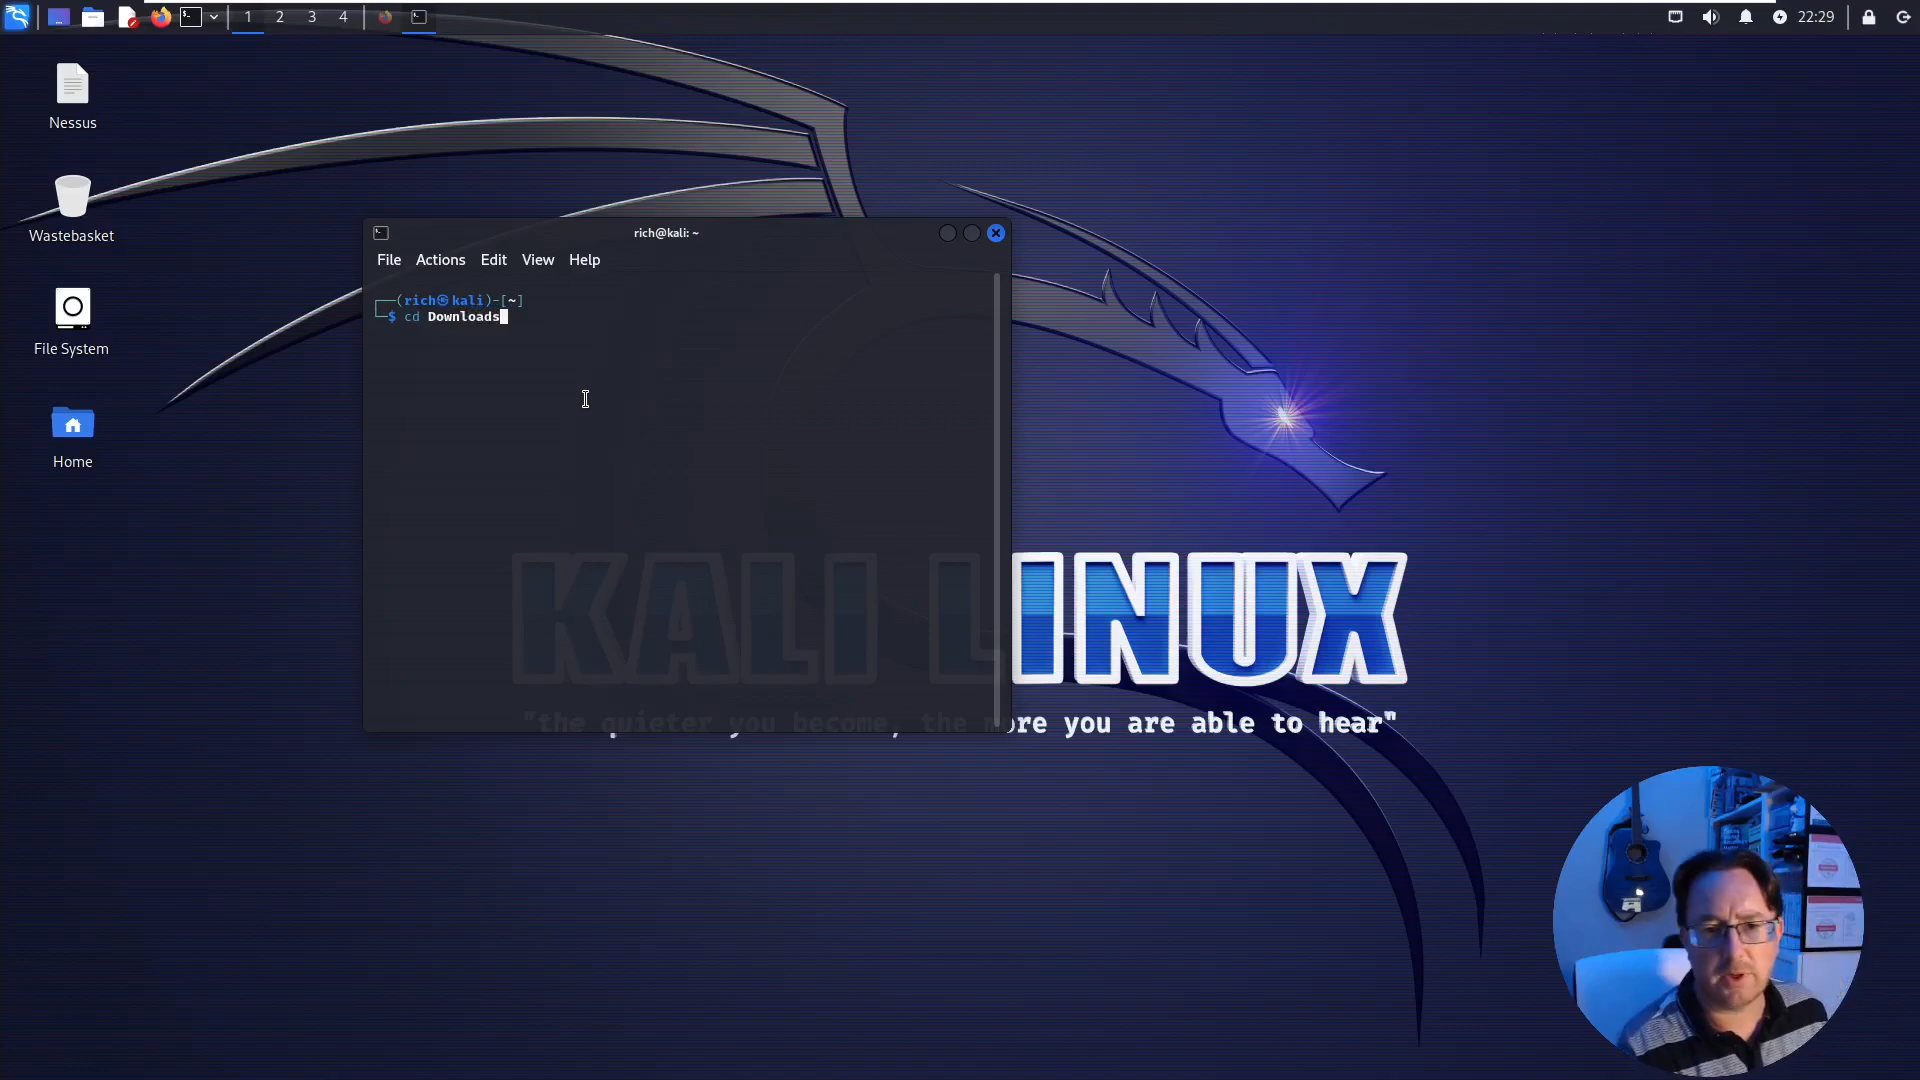 1 2 3 4
22:29
Nessus
Wastebasket
File System
Home
rich@kali: ~
File Actions Edit View Help
┌──(rich㉿kali)-[~]
└─$ cd Downloads
KALI LINUX
"the quieter you become, the more you are able to hear"